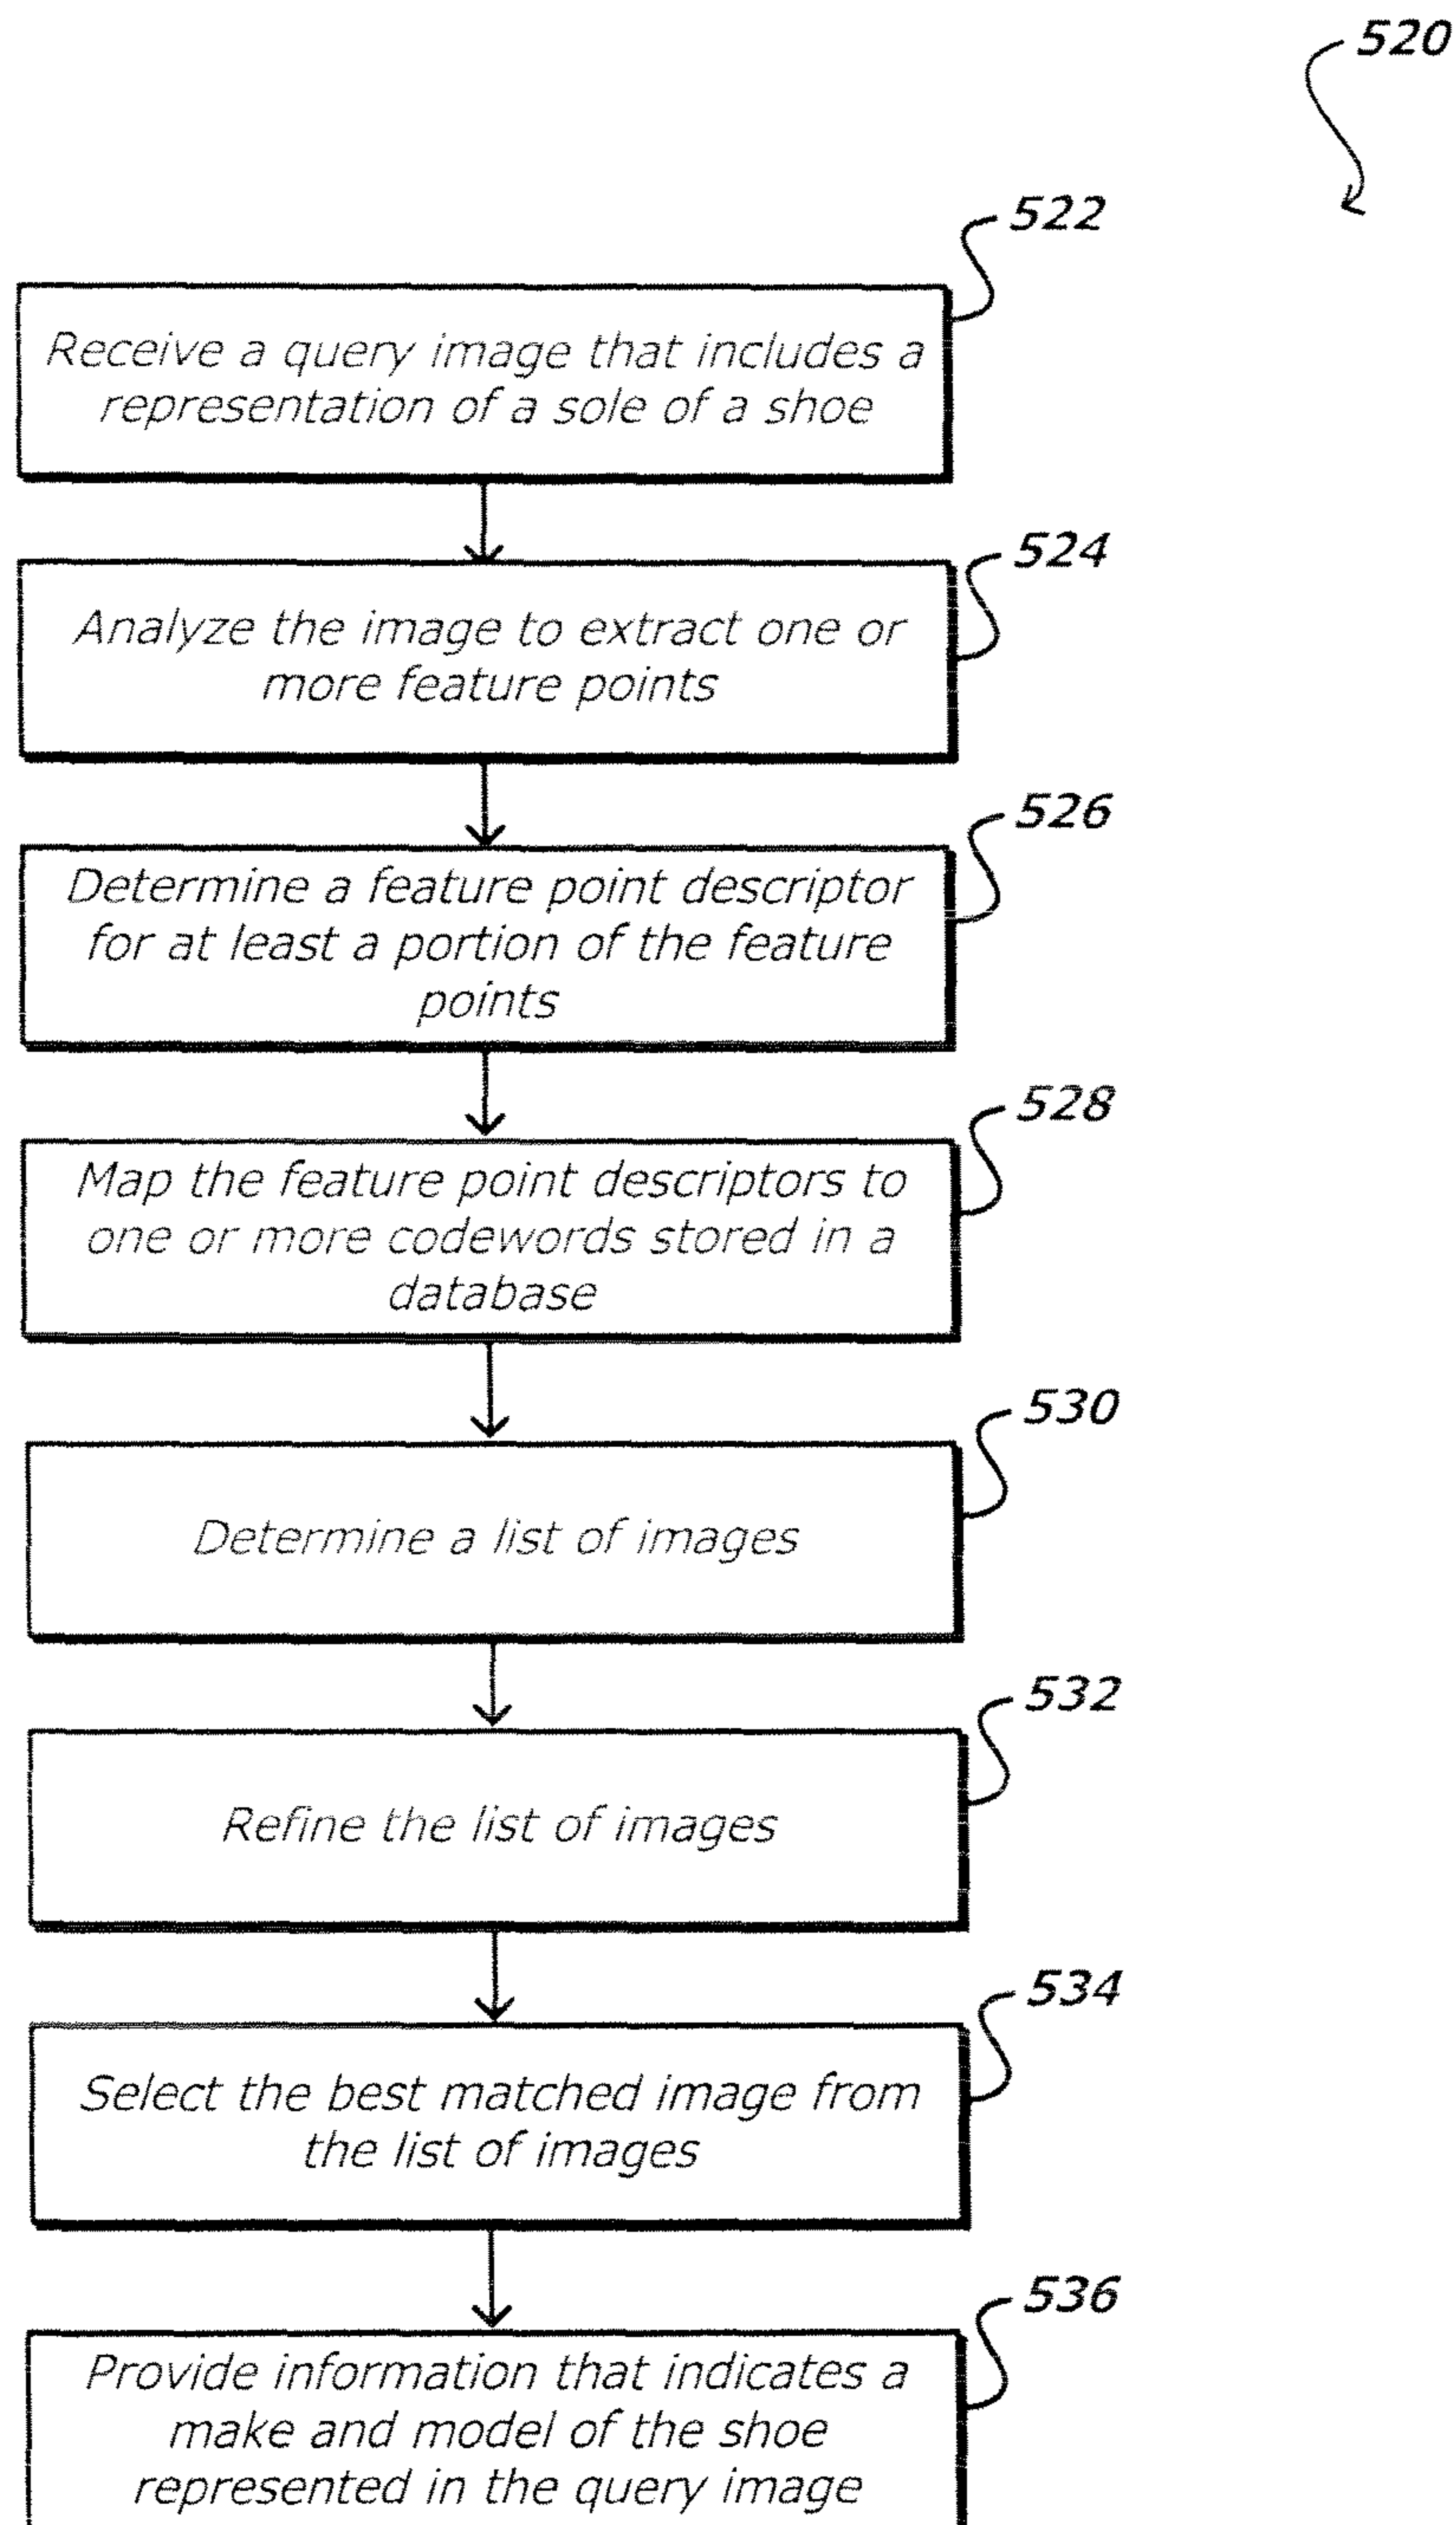 520
522
Receive a query image that includes a
representation of a sole of a shoe
524
Analyze the image to extract one or
more feature points
526
Determine a feature point descriptor
for at least a portion of the feature
points
528
Map the feature point descriptors to
one or more codewords stored in a
database
530
Determine a list of images
532
Refine the list of images
534
Select the best matched image from
the list of images
536
Provide information that indicates a
make and model of the shoe
represented in the query image